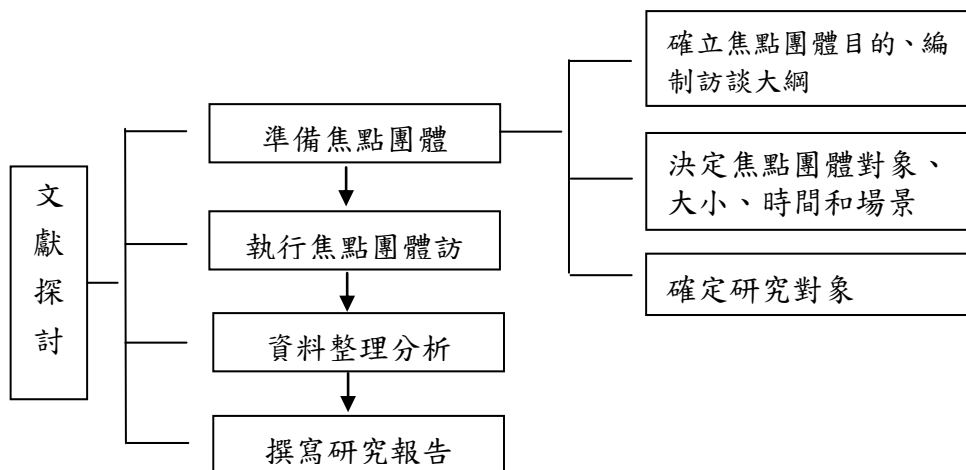 文獻探討
準備焦點團體
執行焦點團體訪
資料整理分析
撰寫研究報告
確立焦點團體目的、編
制訪談大綱
決定焦點團體對象、
大小、時間和場景
確定研究對象